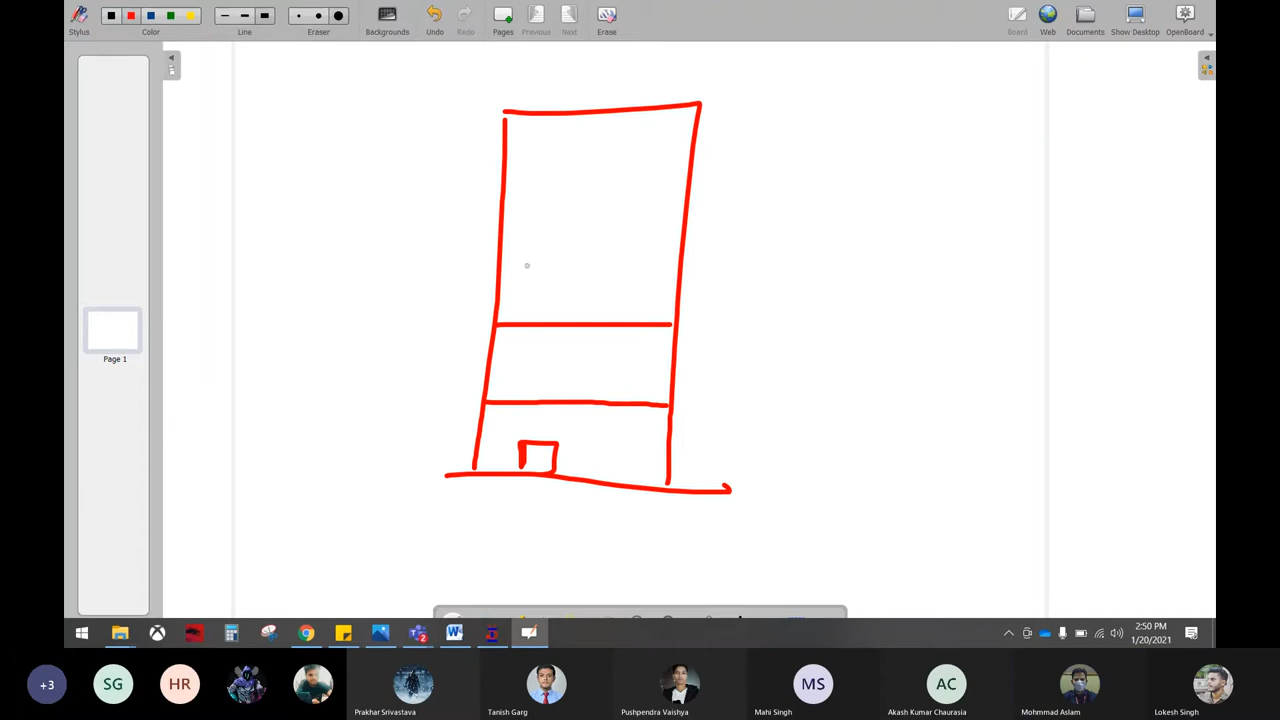 Stylus Color Line Eraser Backgrounds Undo Redo Pages Previous Next Erase Board Web Documents Show Desktop OpenBoard
Page 1
2
2:50 PM
1/20/2021
+3 SG HR MS AC
Prakhar Srivastava Tanish Garg Pushpendra Vaishya Mahi Singh Akash Kumar Chaurasia Mohmmad Aslam Lokesh Singh